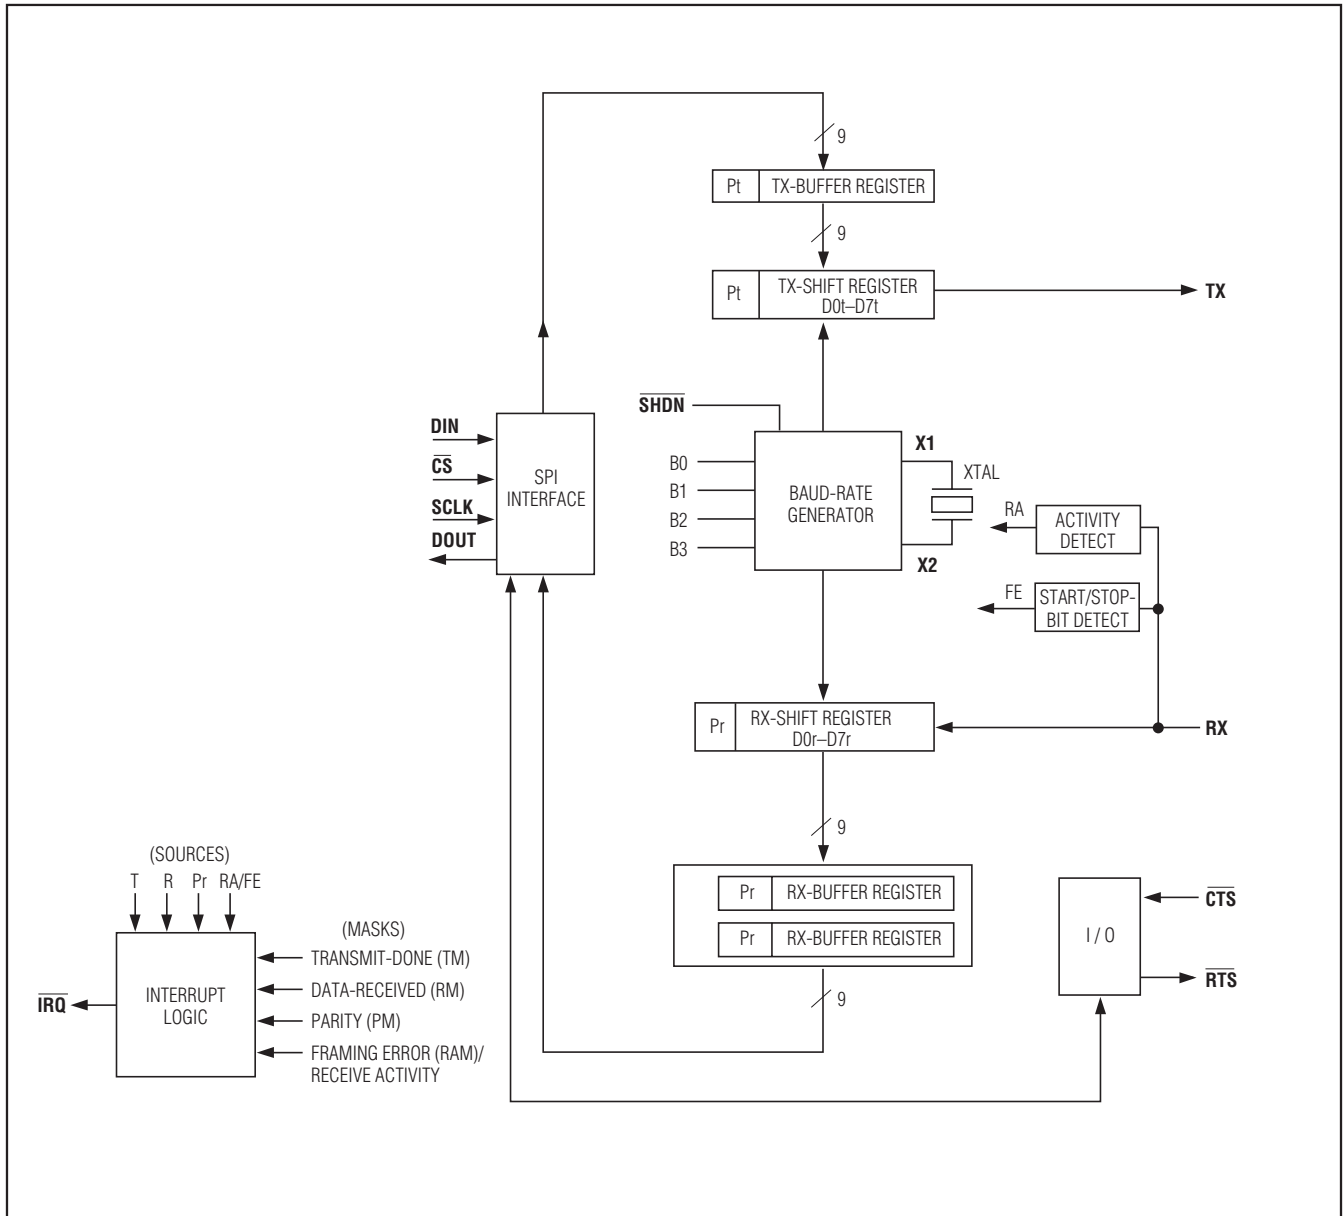 9
Pt TX-BUFFER REGISTER
9
Pt TX-SHIFT REGISTER
D0t–D7t
TX
SHDN
DIN
CS
SCLK
DOUT
SPI
INTERFACE
B0
B1
B2
B3
BAUD-RATE
GENERATOR
X1
X2
XTAL
RA
ACTIVITY
DETECT
FE
START/STOP-
BIT DETECT
Pr RX-SHIFT REGISTER
D0r–D7r
RX
9
Pr RX-BUFFER REGISTER
Pr RX-BUFFER REGISTER
9
I / O
CTS
RTS
(SOURCES)
T R Pr RA/FE
(MASKS)
TRANSMIT-DONE (TM)
DATA-RECEIVED (RM)
PARITY (PM)
FRAMING ERROR (RAM)/
RECEIVE ACTIVITY
INTERRUPT
LOGIC
IRQ